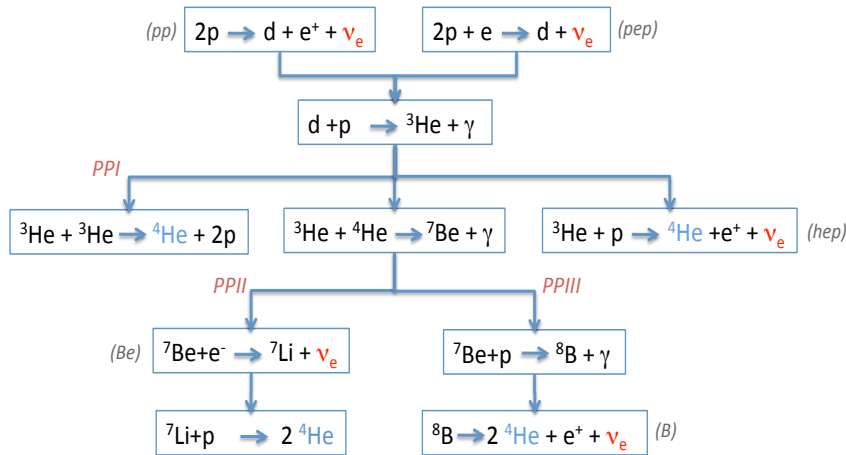 (pp) 2p → d + e⁺ + νₑ 2p + e → d + νₑ (pep)
d +p → ³He + γ
PPI
³He + ³He → ⁴He + 2p ³He + ⁴He → ⁷Be + γ ³He + p → ⁴He +e⁺ + νₑ (hep)
PPII PPIII
(Be) ⁷Be+e⁻ → ⁷Li + νₑ ⁷Be+p → ⁸B + γ
⁷Li+p → 2 ⁴He ⁸B → 2 ⁴He + e⁺ + νₑ (B)